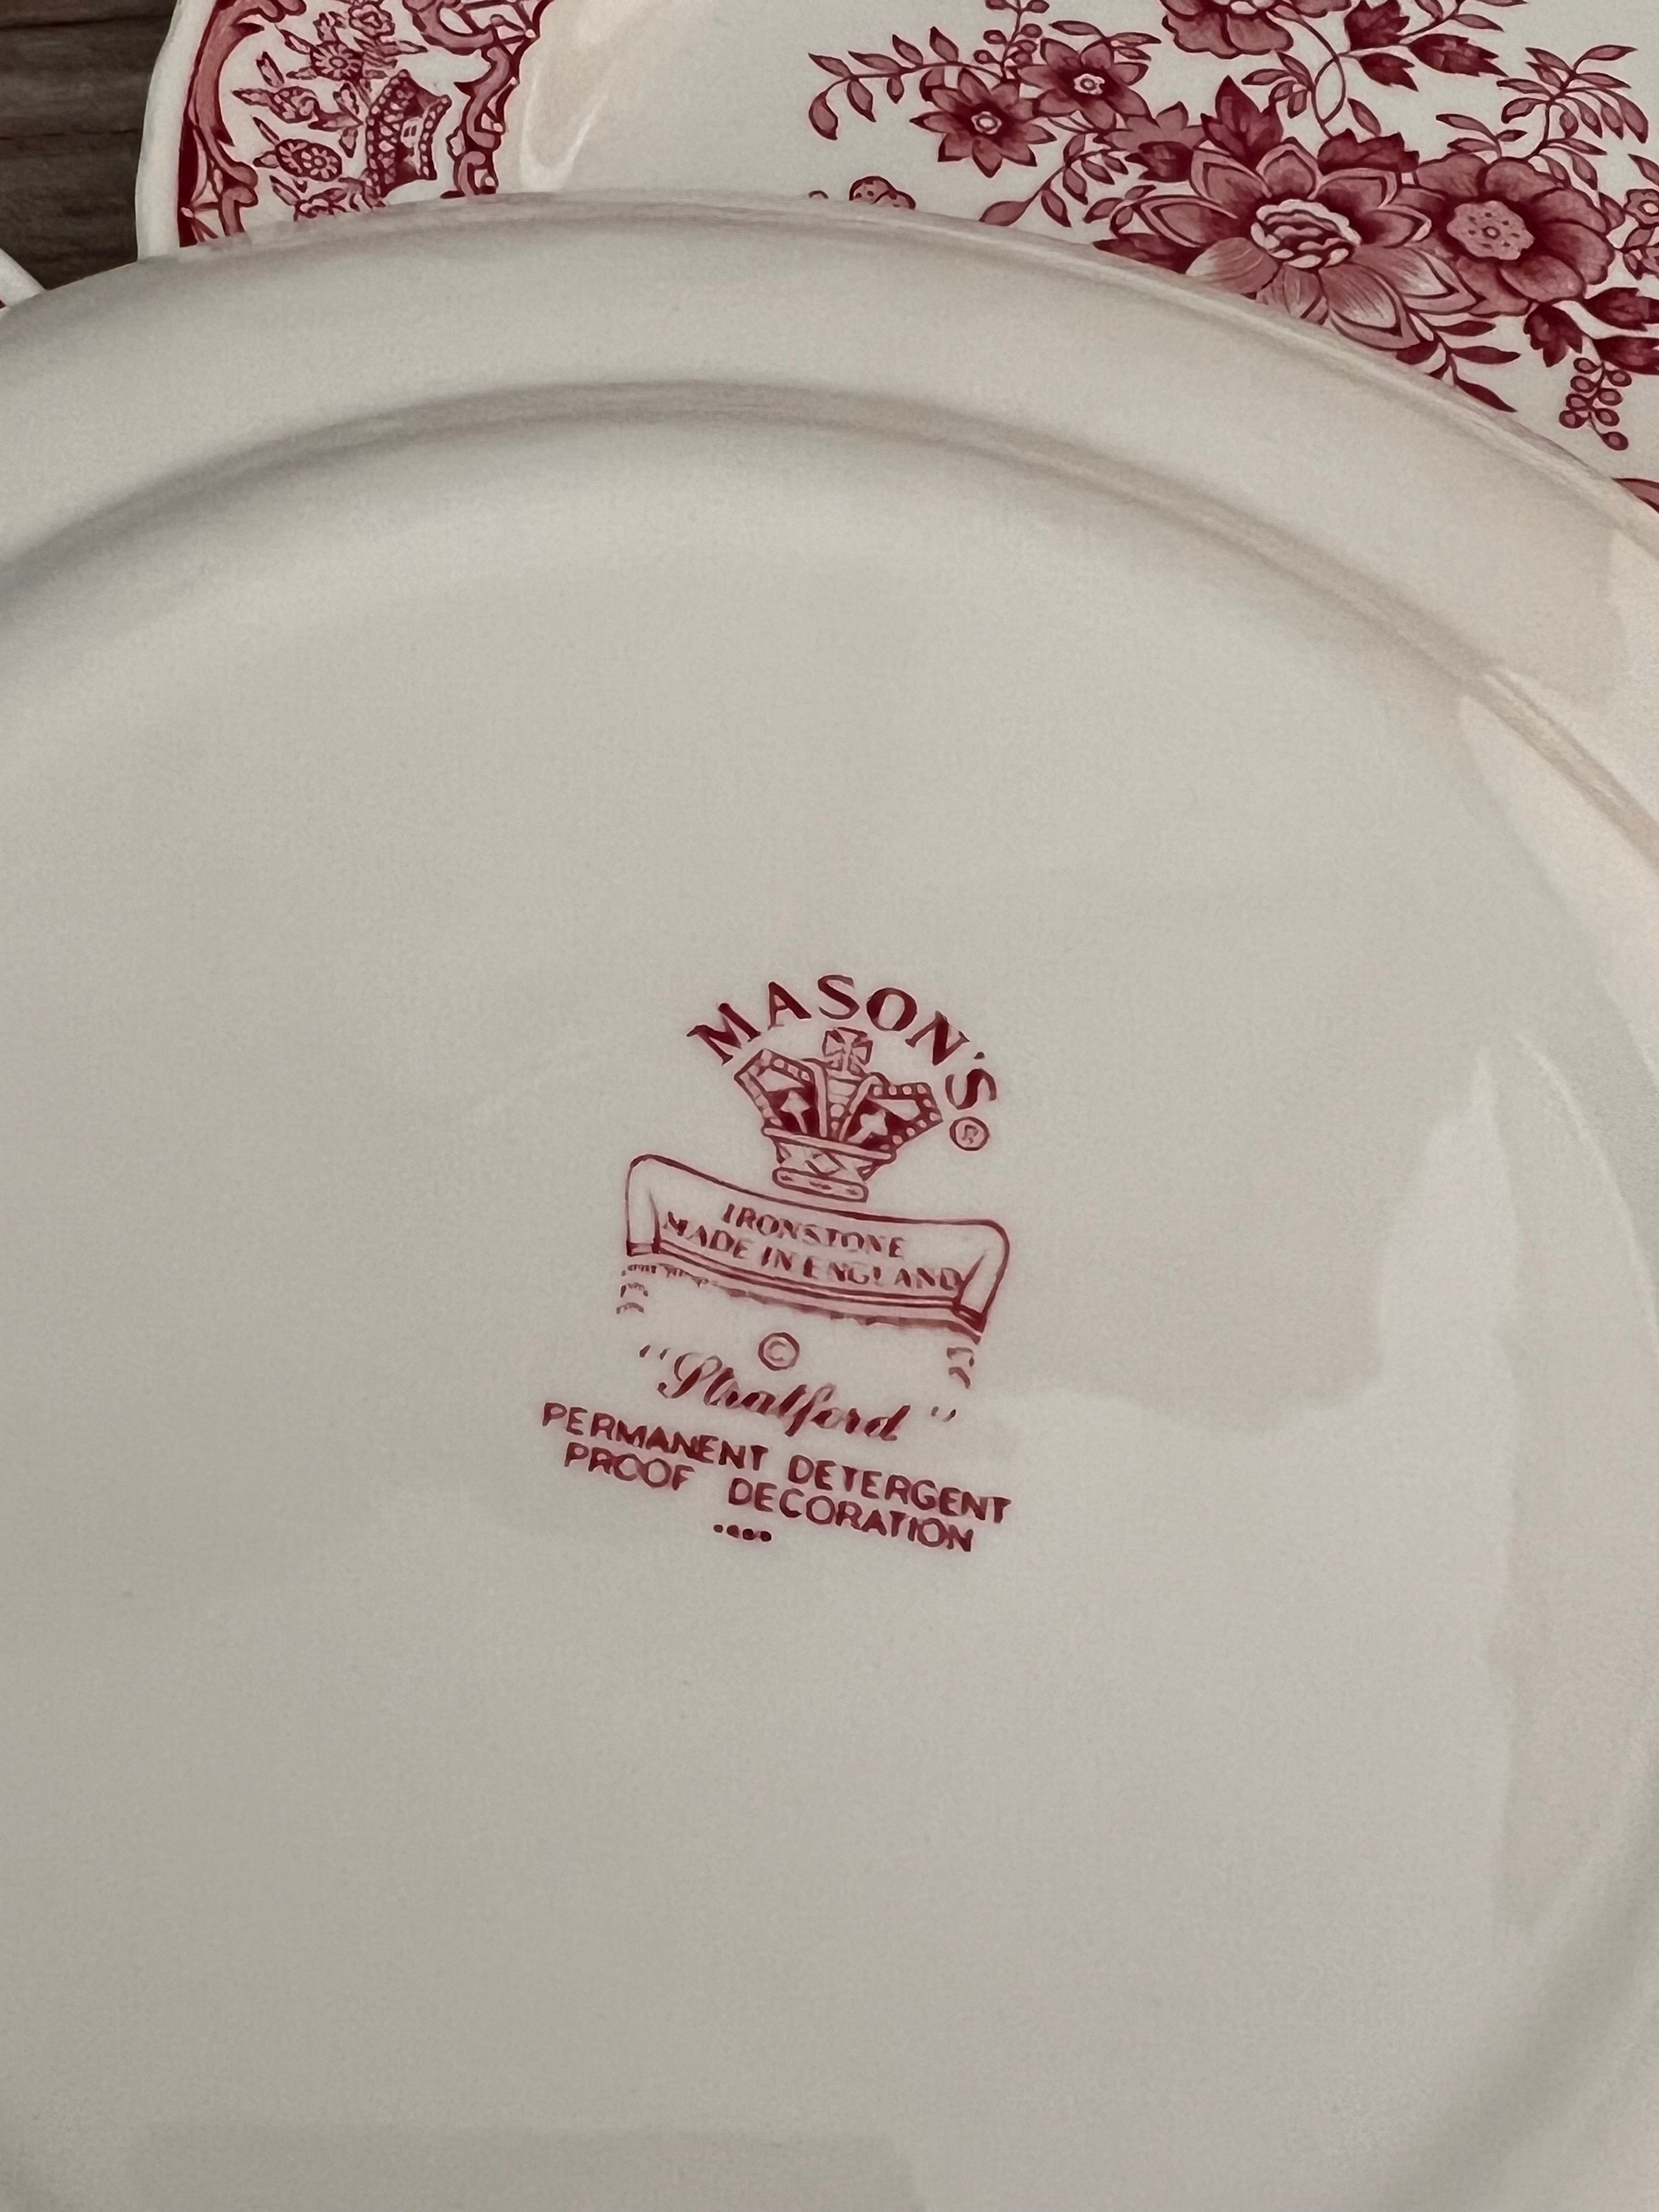 MASON'S®
IRONSTONE
MADE IN ENGLAND
©
"Stratford"
PERMANENT DETERGENT
PROOF DECORATION